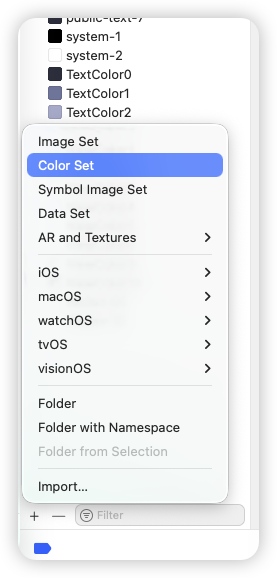 public-text-7
system-1
system-2
TextColor0
TextColor1
TextColor2
Image Set
Color Set
Symbol Image Set
Data Set
AR and Textures
iOS
macOS
watchOS
tvOS
visionOS
Folder
Folder with Namespace
Folder from Selection
Import...
Filter